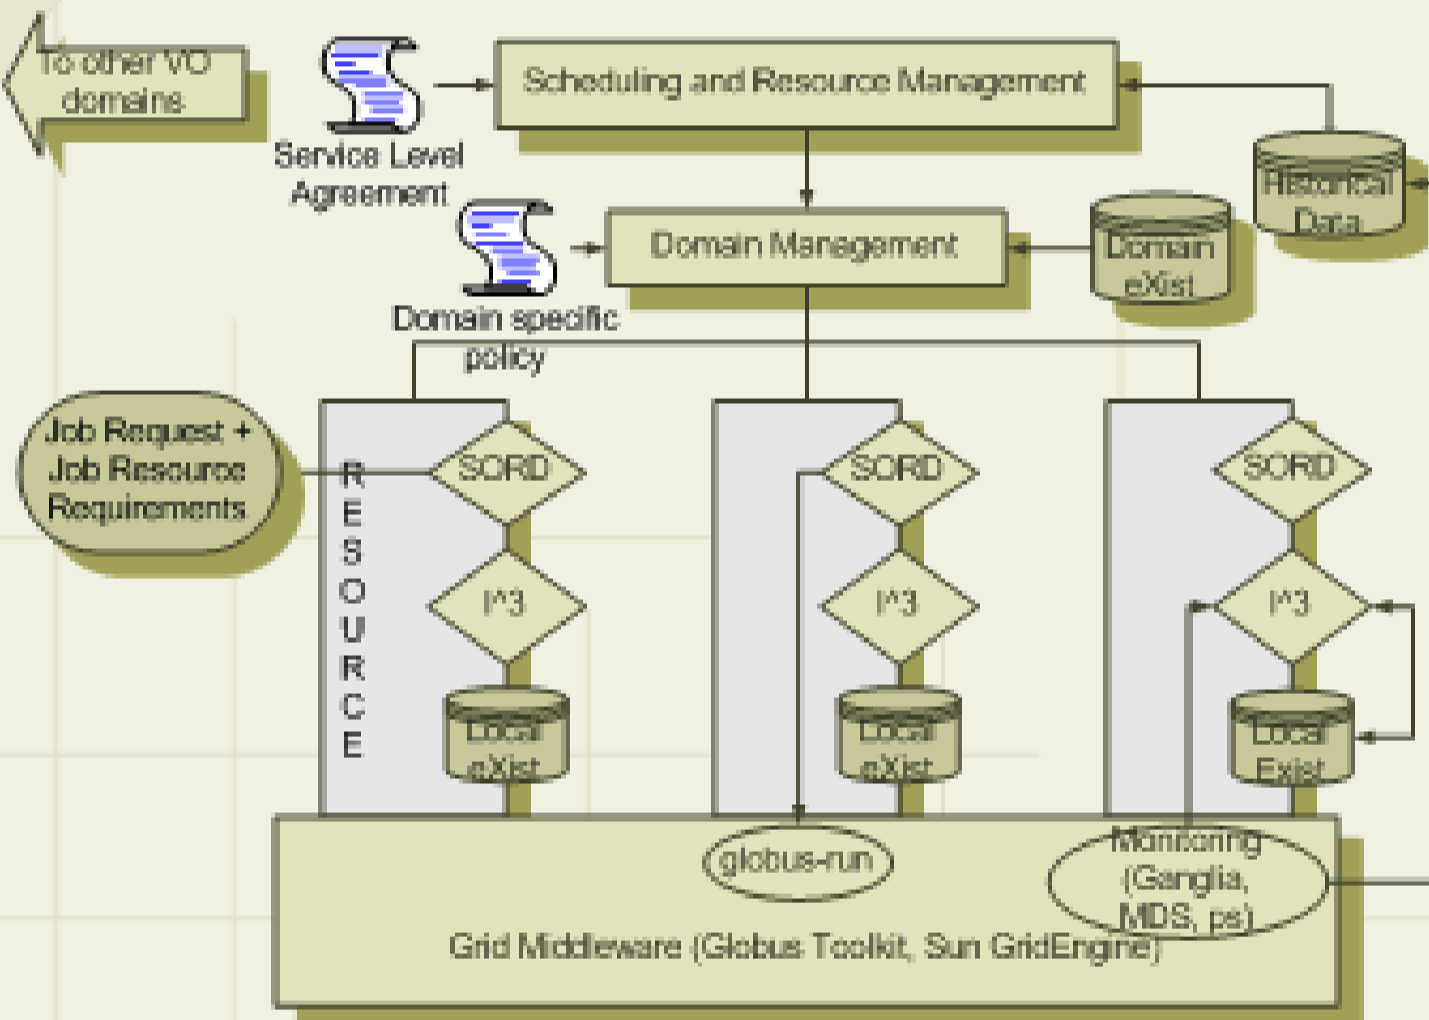 To other VO
domains
Scheduling and Resource Management
Service Level
Agreement
Historical
Data
Domain Management
Domain
eXist
Domain specific
policy
Job Request +
Job Resource
Requirements
RESOURCE
SORD
SORD
SORD
I^3
I^3
I^3
Local
eXist
Local
eXist
Local
Exist
globus-run
Monitoring
(Ganglia,
MDS, ps)
Grid Middleware (Globus Toolkit, Sun GridEngine)